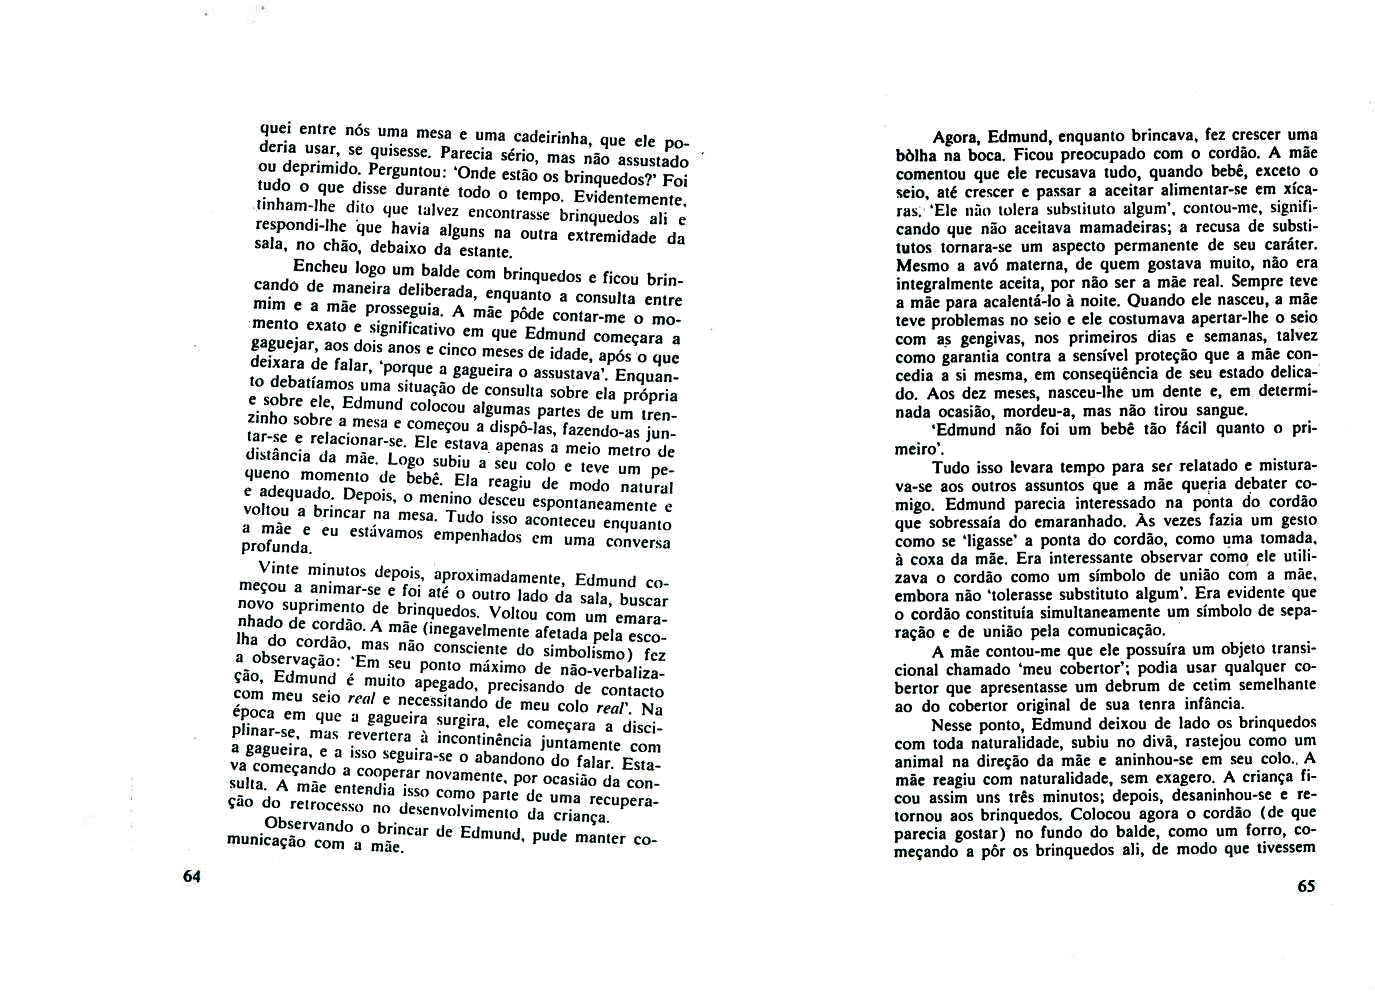 quei entre nós uma mesa e uma cadeirinha, que ele po-
deria usar, se quisesse. Parecia sério, mas não assustado
ou deprimido. Perguntou: ‘Onde estão os brinquedos?’ Foi
tudo o que disse durante todo o tempo. Evidentemente,
tinham-lhe dito que talvez encontrasse brinquedos ali e
respondi-lhe que havia alguns na outra extremidade da
sala, no chão, debaixo da estante.
Encheu logo um balde com brinquedos e ficou brin-
cando de maneira deliberada, enquanto a consulta entre
mim e a mãe prosseguia. A mãe pôde contar-me o mo-
mento exato e significativo em que Edmund começara a
gaguejar, aos dois anos e cinco meses de idade, após o que
deixara de falar, ‘porque a gagueira o assustava’. Enquan-
to debatíamos uma situação de consulta sobre ela própria
e sobre ele, Edmund colocou algumas partes de um tren-
zinho sobre a mesa e começou a dispô-las, fazendo-as jun-
tar-se e relacionar-se. Ele estava apenas a meio metro de
distância da mãe. Logo subiu a seu colo e teve um pe-
queno momento de bebê. Ela reagiu de modo natural
e adequado. Depois, o menino desceu espontaneamente e
voltou a brincar na mesa. Tudo isso aconteceu enquanto
a mãe e eu estávamos empenhados em uma conversa
profunda.
Vinte minutos depois, aproximadamente, Edmund co-
meçou a animar-se e foi até o outro lado da sala, buscar
novo suprimento de brinquedos. Voltou com um emara-
nhado de cordão. A mãe (inegavelmente afetada pela esco-
lha do cordão, mas não consciente do simbolismo) fez
a observação: ‘Em seu ponto máximo de não-verbaliza-
ção, Edmund é muito apegado, precisando de contacto
com meu seio real e necessitando de meu colo real’. Na
época em que a gagueira surgira, ele começara a disci-
plinar-se, mas revertera à incontinência juntamente com
a gagueira, e a isso seguira-se o abandono do falar. Esta-
va começando a cooperar novamente, por ocasião da con-
sulta. A mãe entendia isso como parte de uma recupera-
ção do retrocesso no desenvolvimento da criança.
Observando o brincar de Edmund, pude manter co-
municação com a mãe.
64
Agora, Edmund, enquanto brincava, fez crescer uma
bòlha na boca. Ficou preocupado com o cordão. A mãe
comentou que ele recusava tudo, quando bebê, exceto o
seio, até crescer e passar a aceitar alimentar-se em xíca-
ras. ‘Ele não tolera substituto algum’, contou-me, signifi-
cando que não aceitava mamadeiras; a recusa de substi-
tutos tornara-se um aspecto permanente de seu caráter.
Mesmo a avó materna, de quem gostava muito, não era
integralmente aceita, por não ser a mãe real. Sempre teve
a mãe para acalentá-lo à noite. Quando ele nasceu, a mãe
teve problemas no seio e ele costumava apertar-lhe o seio
com as gengivas, nos primeiros dias e semanas, talvez
como garantia contra a sensível proteção que a mãe con-
cedia a si mesma, em conseqüência de seu estado delica-
do. Aos dez meses, nasceu-lhe um dente e, em determi-
nada ocasião, mordeu-a, mas não tirou sangue.
‘Edmund não foi um bebê tão fácil quanto o pri-
meiro’.
Tudo isso levara tempo para ser relatado e mistura-
va-se aos outros assuntos que a mãe queria debater co-
migo. Edmund parecia interessado na ponta do cordão
que sobressaía do emaranhado. Às vezes fazia um gesto
como se ‘ligasse’ a ponta do cordão, como uma tomada,
à coxa da mãe. Era interessante observar como ele utili-
zava o cordão como um símbolo de união com a mãe,
embora não ‘tolerasse substituto algum’. Era evidente que
o cordão constituía simultaneamente um símbolo de sepa-
ração e de união pela comunicação.
A mãe contou-me que ele possuíra um objeto transi-
cional chamado ‘meu cobertor’; podia usar qualquer co-
bertor que apresentasse um debrum de cetim semelhante
ao do cobertor original de sua tenra infância.
Nesse ponto, Edmund deixou de lado os brinquedos
com toda naturalidade, subiu no divã, rastejou como um
animal na direção da mãe e aninhou-se em seu colo. A
mãe reagiu com naturalidade, sem exagero. A criança fi-
cou assim uns três minutos; depois, desaninhou-se e re-
tornou aos brinquedos. Colocou agora o cordão (de que
parecia gostar) no fundo do balde, como um forro, co-
meçando a pôr os brinquedos ali, de modo que tivessem
65